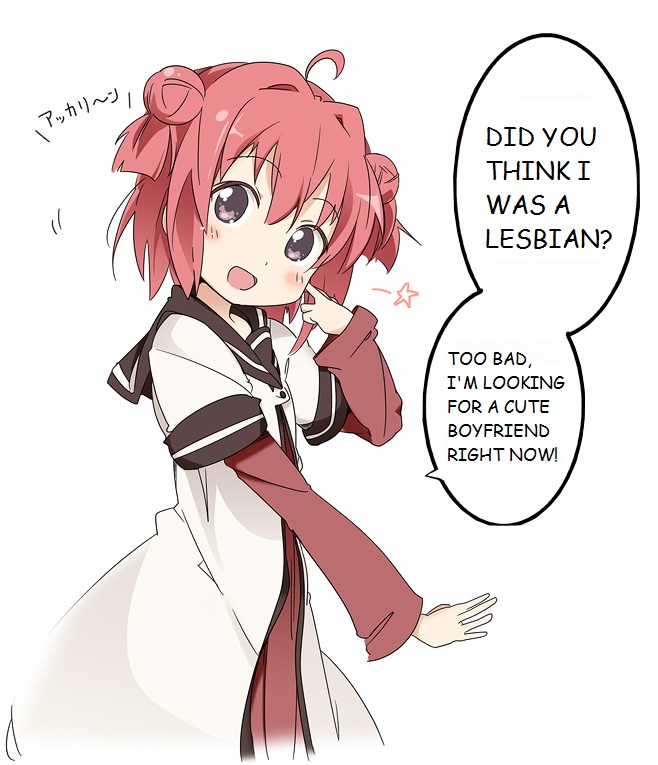 アッカリ～ン
DID YOU
THINK I
WAS A
LESBIAN?
TOO BAD,
I'M LOOKING
FOR A CUTE
BOYFRIEND
RIGHT NOW!